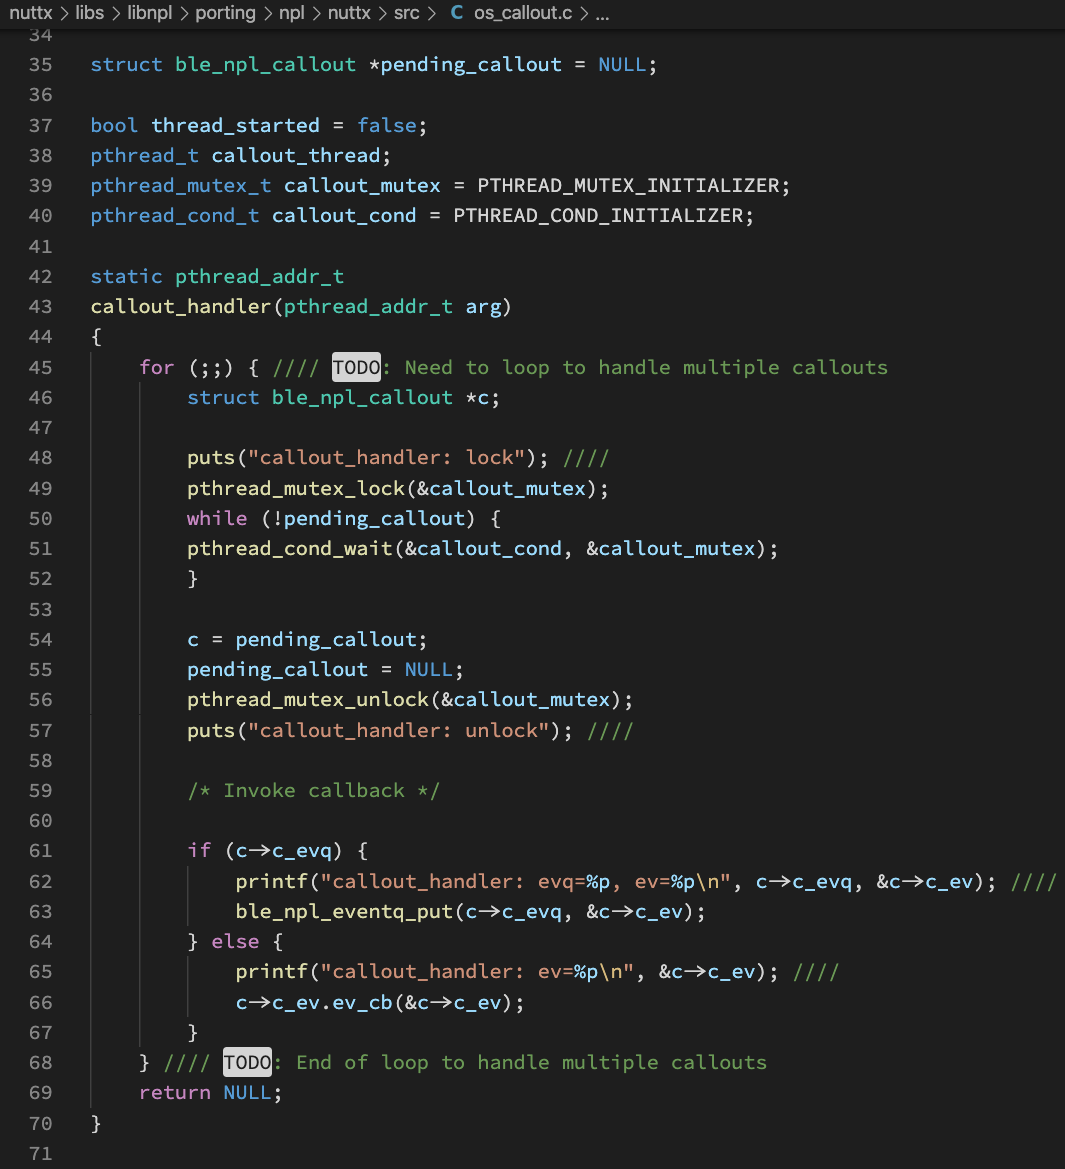 nuttx > libs > libnpl > porting > npl > nuttx > src > C os_callout.c > ...
34
35 struct ble_npl_callout *pending_callout = NULL;
36
37 bool thread_started = false;
38 pthread_t callout_thread;
39 pthread_mutex_t callout_mutex = PTHREAD_MUTEX_INITIALIZER;
40 pthread_cond_t callout_cond = PTHREAD_COND_INITIALIZER;
41
42 static pthread_addr_t
43 callout_handler(pthread_addr_t arg)
44 {
45     for (;;) { //// TODO: Need to loop to handle multiple callouts
46         struct ble_npl_callout *c;
47
48         puts("callout_handler: lock"); ////
49         pthread_mutex_lock(&callout_mutex);
50         while (!pending_callout) {
51         pthread_cond_wait(&callout_cond, &callout_mutex);
52         }
53
54         c = pending_callout;
55         pending_callout = NULL;
56         pthread_mutex_unlock(&callout_mutex);
57         puts("callout_handler: unlock"); ////
58
59         /* Invoke callback */
60
61         if (c->c_evq) {
62             printf("callout_handler: evq=%p, ev=%p\n", c->c_evq, &c->c_ev); ////
63             ble_npl_eventq_put(c->c_evq, &c->c_ev);
64         } else {
65             printf("callout_handler: ev=%p\n", &c->c_ev); ////
66             c->c_ev.ev_cb(&c->c_ev);
67         }
68     } //// TODO: End of loop to handle multiple callouts
69     return NULL;
70 }
71